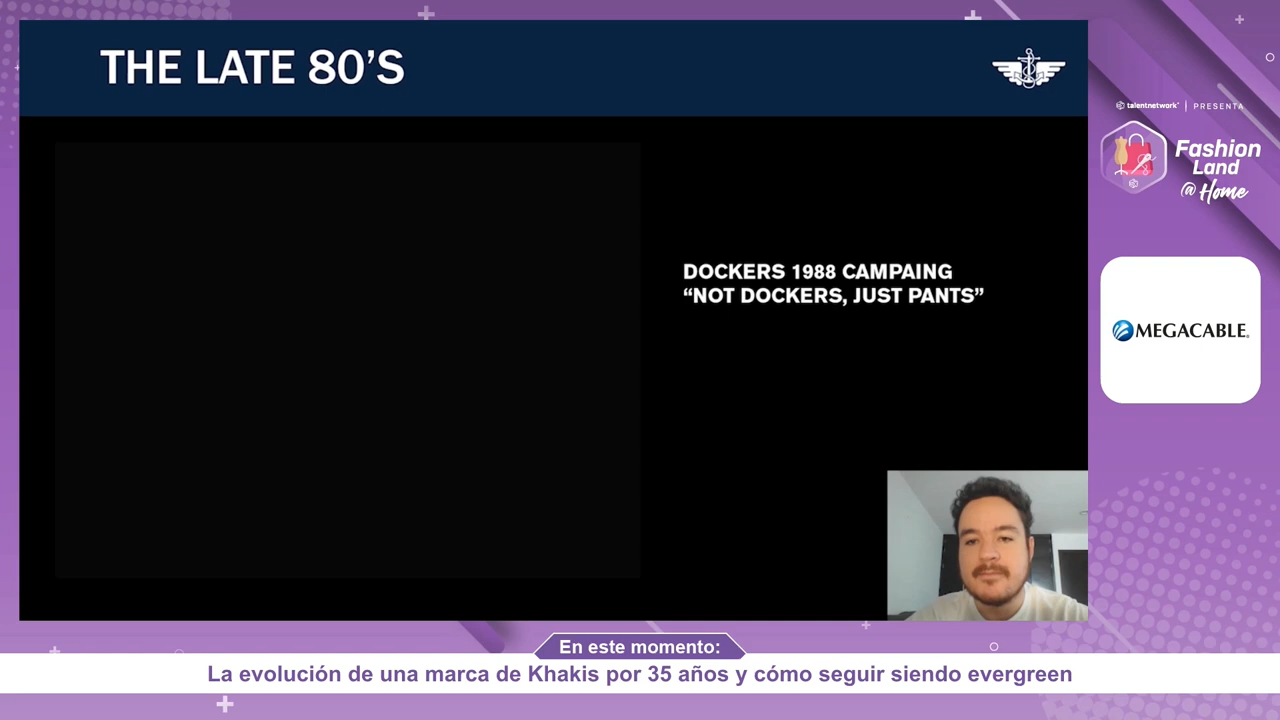 THE LATE 80’S
talentnetwork | PRESENTA
Fashion
Land
@ Home
DOCKERS 1988 CAMPAING
“NOT DOCKERS, JUST PANTS”
MEGACABLE
En este momento:
La evolución de una marca de Khakis por 35 años y cómo seguir siendo evergreen